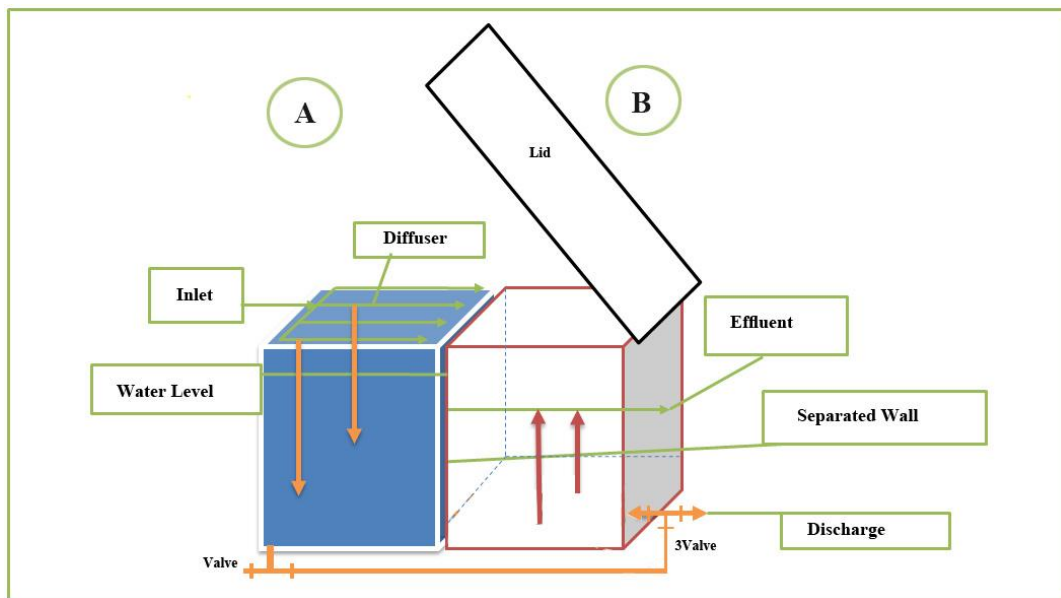 A
B
Lid
Diffuser
Inlet
Effluent
Water Level
Separated Wall
Discharge
3Valve
Valve